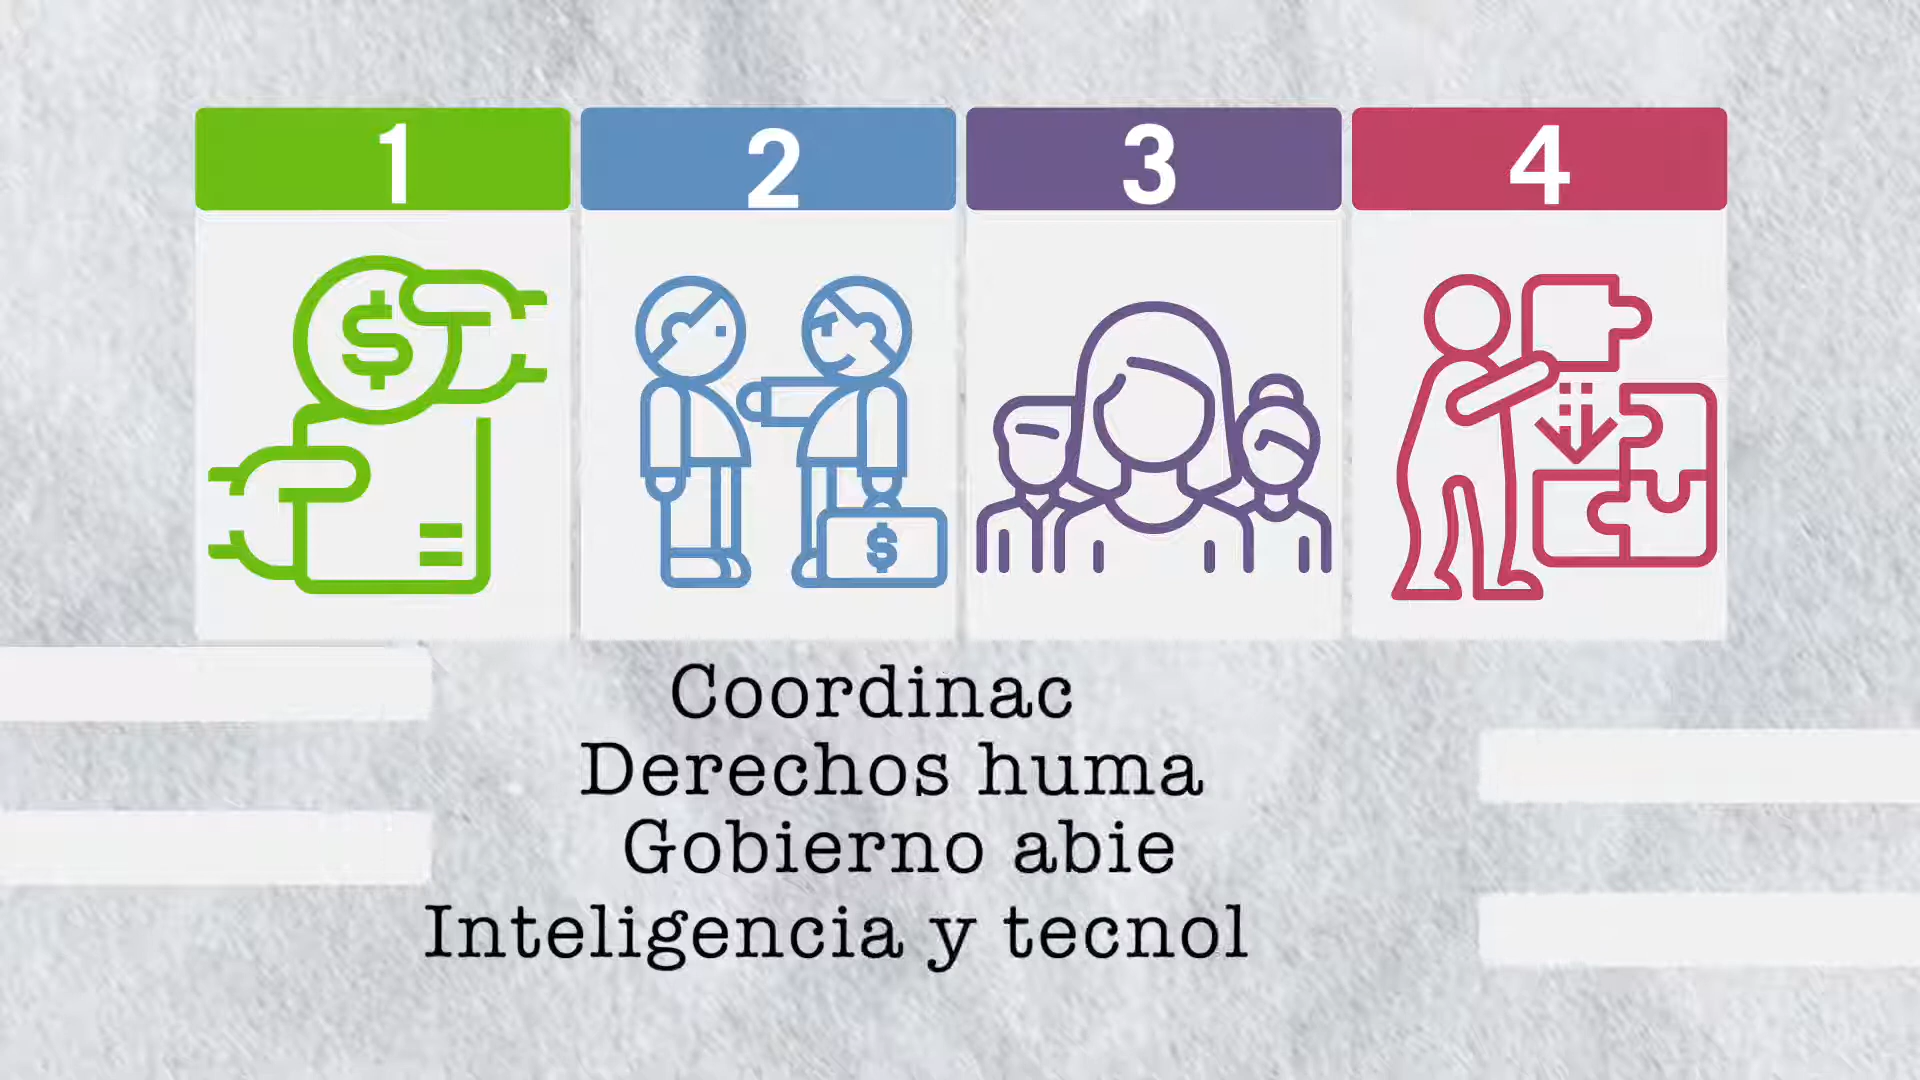 1
2
3
4
$
$
Coordinac
Derechos huma
Gobierno abie
Inteligencia y tecnol